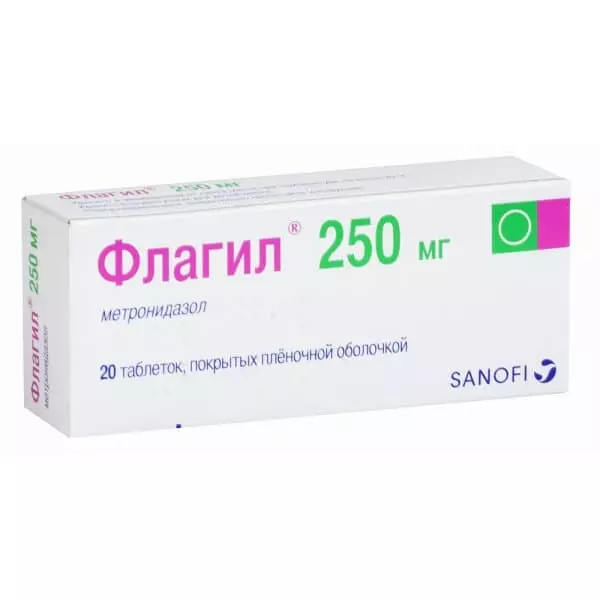 Флагил® 250 мг
метронидазол
20 таблеток, покрытых плёночной оболочкой
SANOFI
Флагил® 250 мг
метронидазол